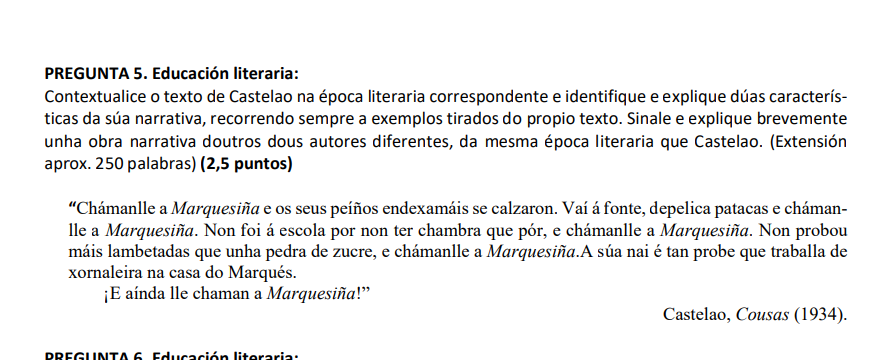 PREGUNTA 5. Educación literaria:
Contextualice o texto de Castelao na época literaria correspondente e identifique e explique dúas caracterís-
ticas da súa narrativa, recorrendo sempre a exemplos tirados do propio texto. Sinale e explique brevemente
unha obra narrativa doutros dous autores diferentes, da mesma época literaria que Castelao. (Extensión
aprox. 250 palabras) (2,5 puntos)
“Chámanlle a Marquesiña e os seus peíños endexamáis se calzaron. Vaí á fonte, depelica patacas e cháman-
lle a Marquesiña. Non foi á escola por non ter chambra que pór, e chámanlle a Marquesiña. Non probou
máis lambetadas que unha pedra de zucre, e chámanlle a Marquesiña.A súa nai é tan probe que traballa de
xornaleira na casa do Marqués.
¡E aínda lle chaman a Marquesiña!”
Castelao, Cousas (1934).
PREGUNTA 6. Educación literaria: